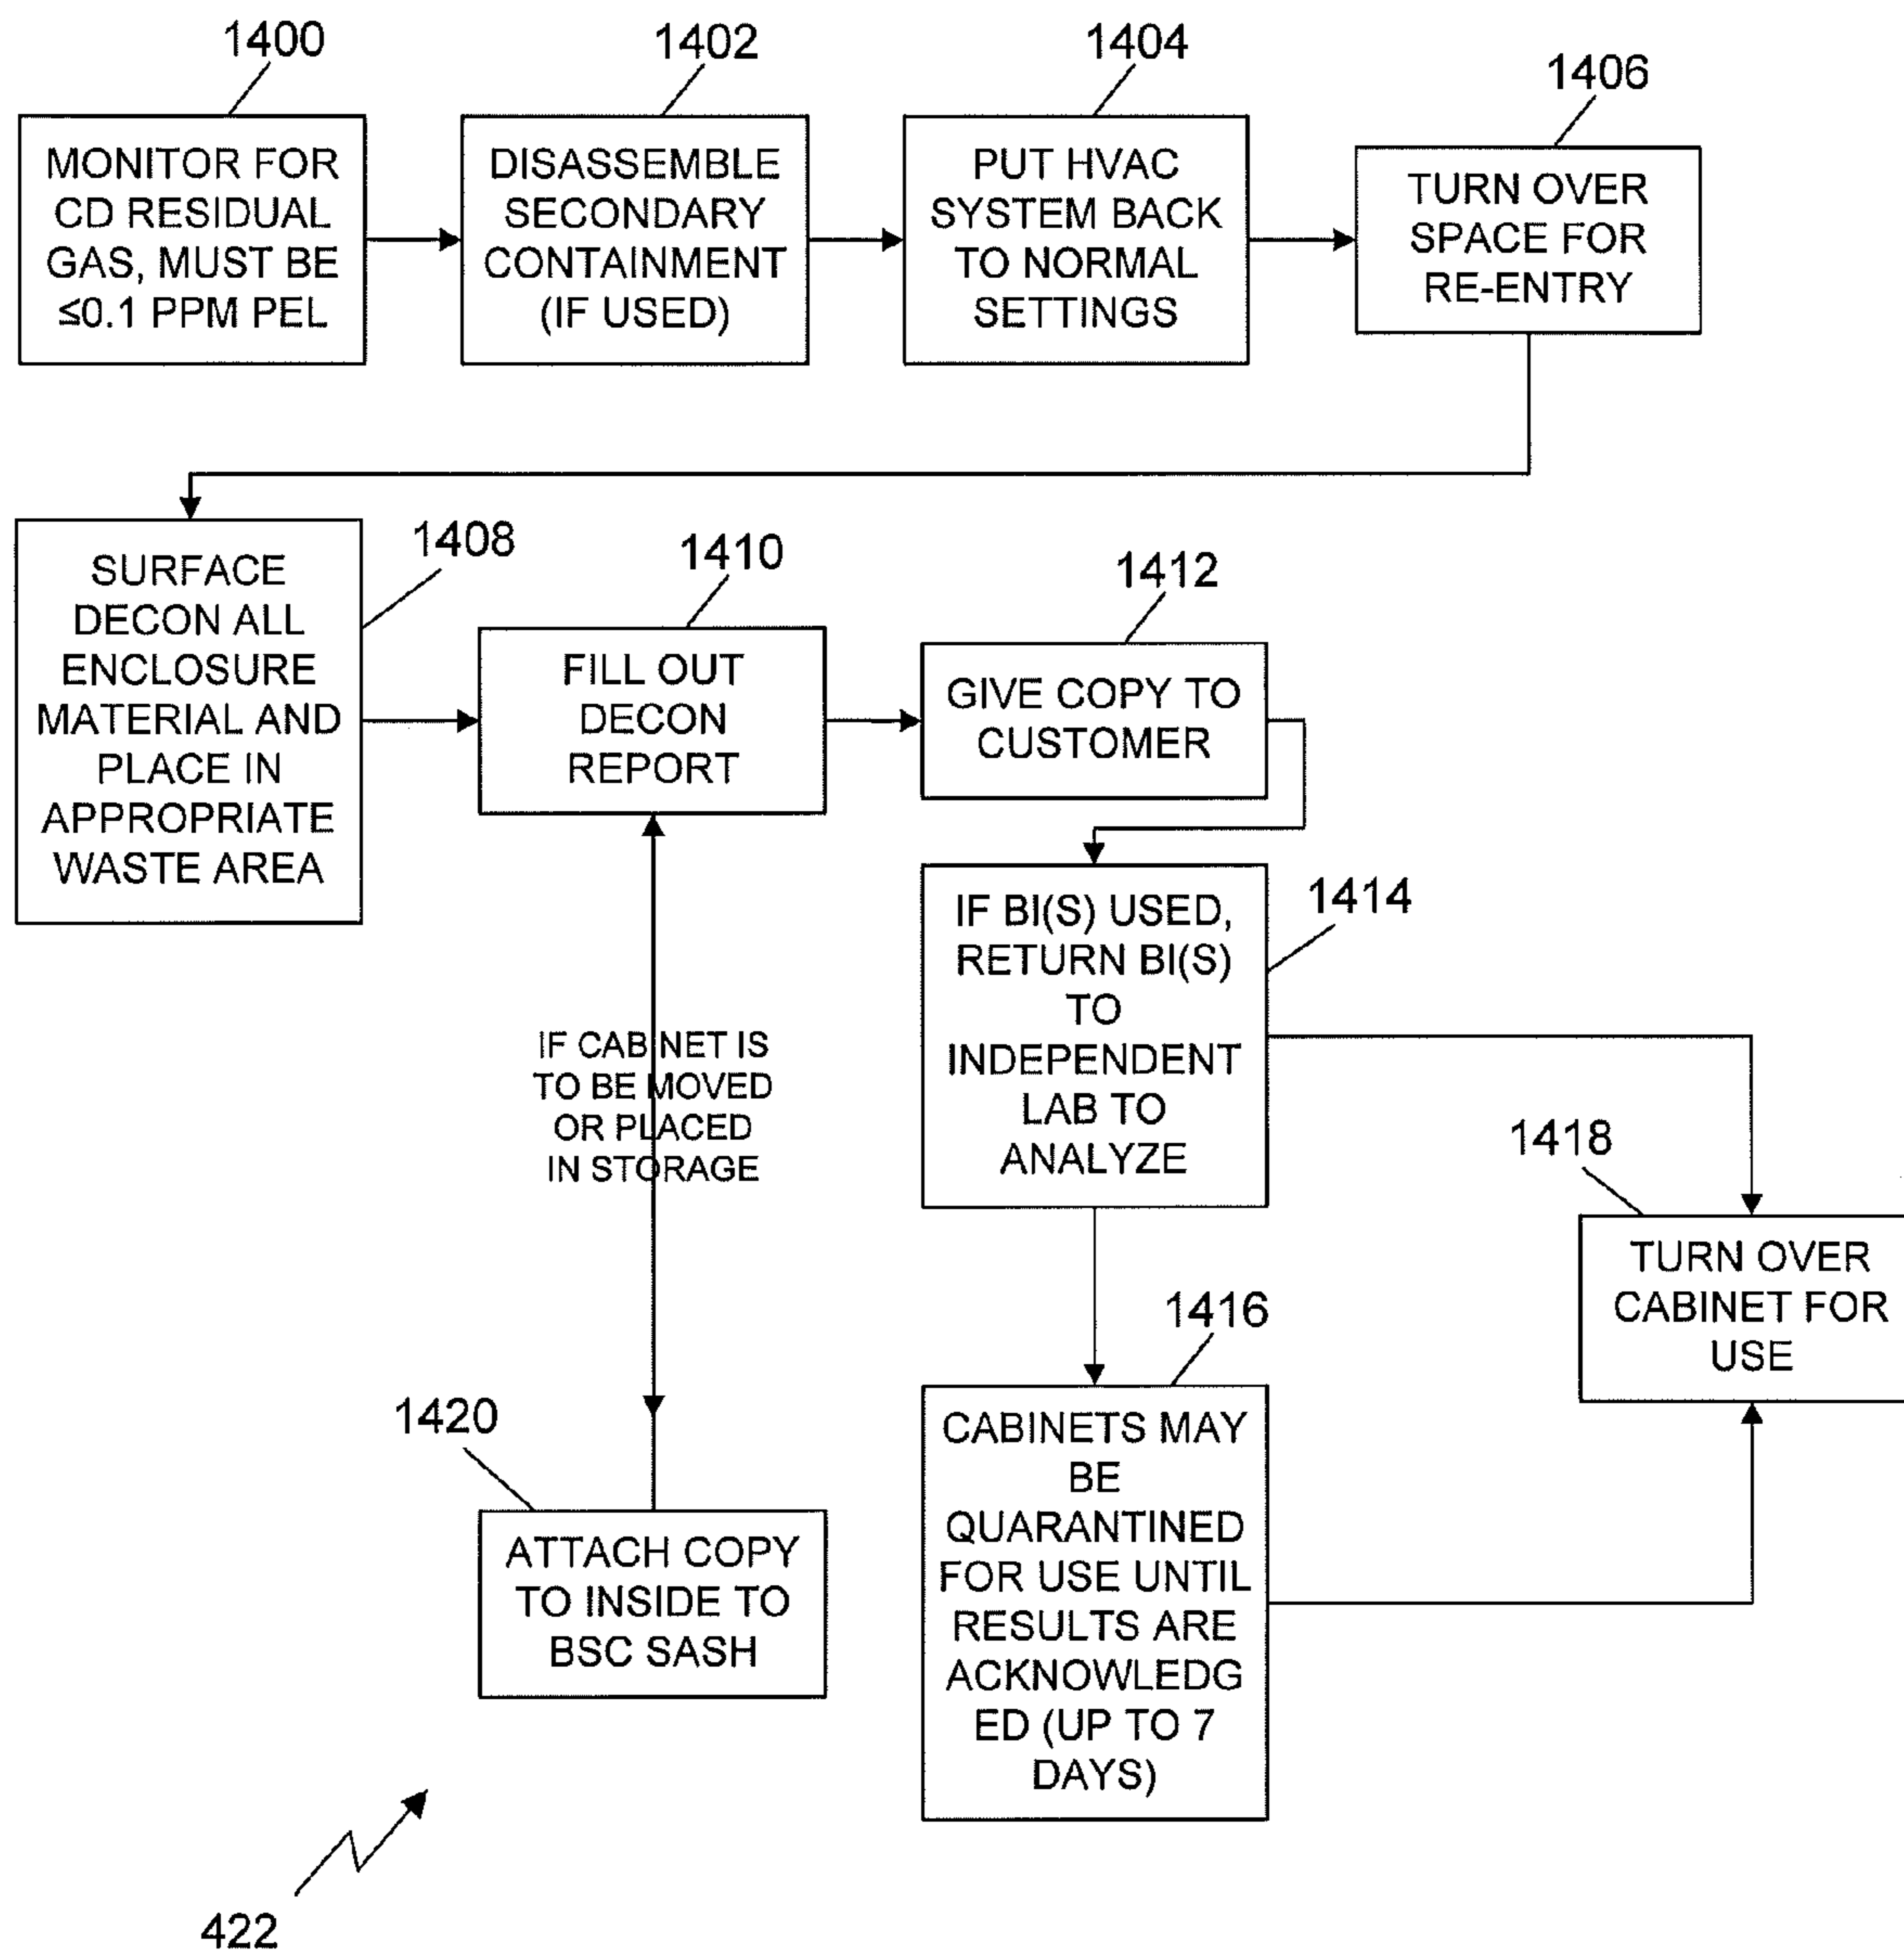 1400
MONITOR FOR
CD RESIDUAL
GAS, MUST BE
≤0.1 PPM PEL
1402
DISASSEMBLE
SECONDARY
CONTAINMENT
(IF USED)
1404
PUT HVAC
SYSTEM BACK
TO NORMAL
SETTINGS
1406
TURN OVER
SPACE FOR
RE-ENTRY
1408
SURFACE
DECON ALL
ENCLOSURE
MATERIAL AND
PLACE IN
APPROPRIATE
WASTE AREA
1410
FILL OUT
DECON
REPORT
1412
GIVE COPY TO
CUSTOMER
1414
IF BI(S) USED,
RETURN BI(S)
TO
INDEPENDENT
LAB TO
ANALYZE
IF CABINET IS
TO BE MOVED
OR PLACED
IN STORAGE
1418
TURN OVER
CABINET FOR
USE
1416
CABINETS MAY
BE
QUARANTINED
FOR USE UNTIL
RESULTS ARE
ACKNOWLEDG
ED (UP TO 7
DAYS)
1420
ATTACH COPY
TO INSIDE TO
BSC SASH
422